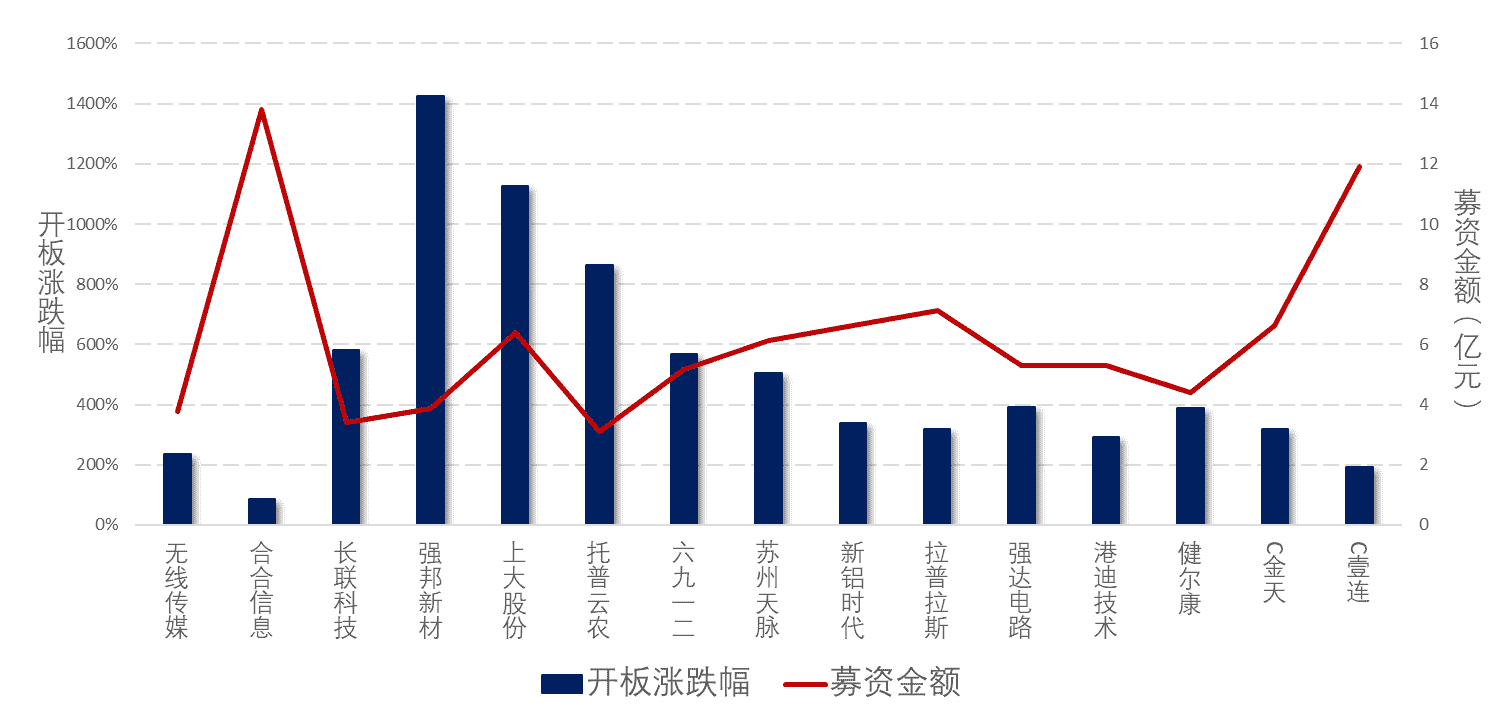 1600%
1400%
1200%
1000%
800%
600%
400%
200%
0%
开板涨跌幅
16
14
12
10
8
6
4
2
0
募资金额（亿元）
无线传媒
合合信息
长联科技
强邦新材
上大股份
托普云农
六九一二
苏州天脉
新铝时代
拉普拉斯
强达电路
港迪技术
健尔康
C金天
C壹连
开板涨跌幅
募资金额